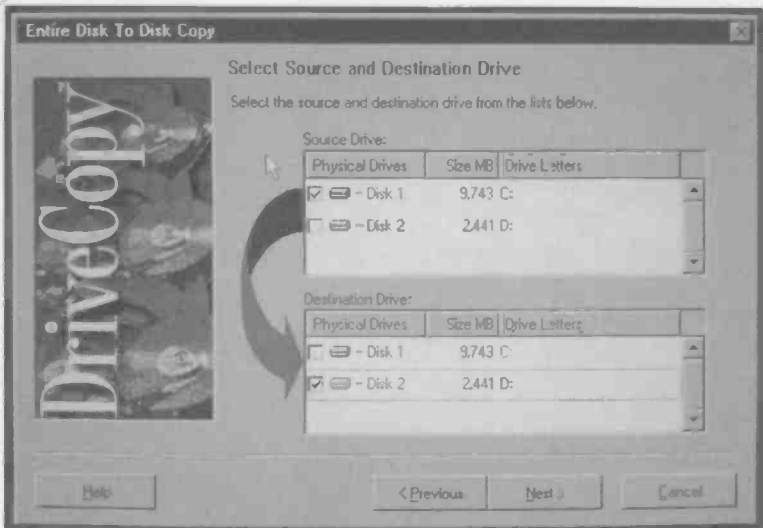 Entire Disk To Disk Copy
DriveCopy
Select Source and Destination Drive
Select the source and destination drive from the lists below.
Source Drive:
Physical Drives Size MB Drive Letters
- Disk 1 9,743 C:
- Disk 2 2,441 D:
Destination Drive:
Physical Drives Size MB Drive Letters
- Disk 1 9,743 C:
- Disk 2 2,441 D:
Help
< Previous
Next >
Cancel